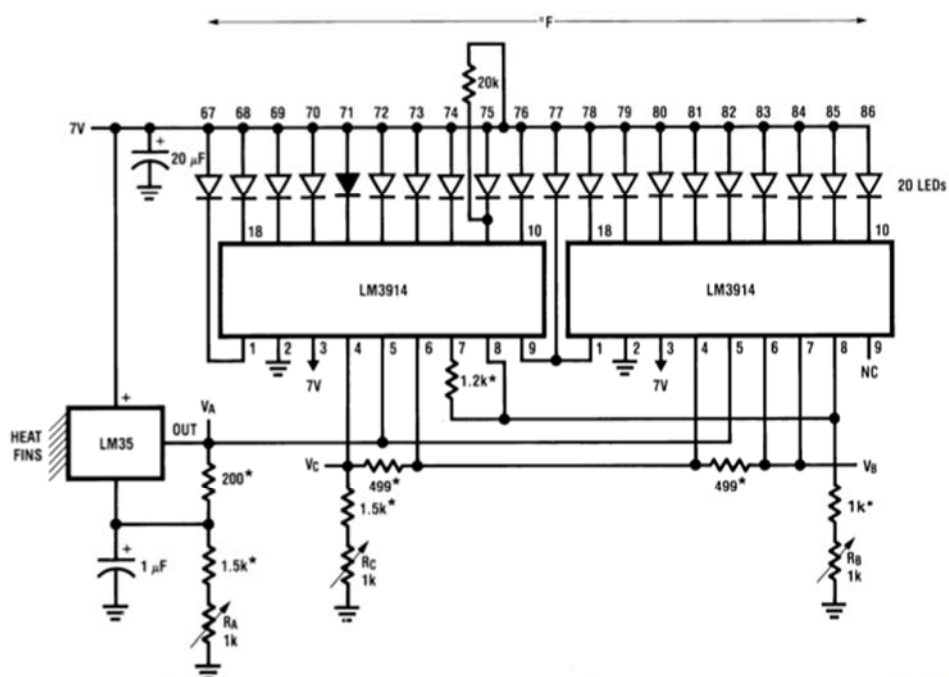 °F
20k
67 68 69 70 71 72 73 74 75 76 77 78 79 80 81 82 83 84 85 86
7V
+
20 µF
20 LEDs
18 10 18 10
LM3914 LM3914
1 2 3 4 5 6 7 8 9 1 2 3 4 5 6 7 8 9
7V 1.2k* 7V NC
+
HEAT FINS
LM35
OUT
VA
VC
499*
499*
VB
200*
1.5k*
1k*
+
1 µF
1.5k*
RA
1k
RC
1k
RB
1k